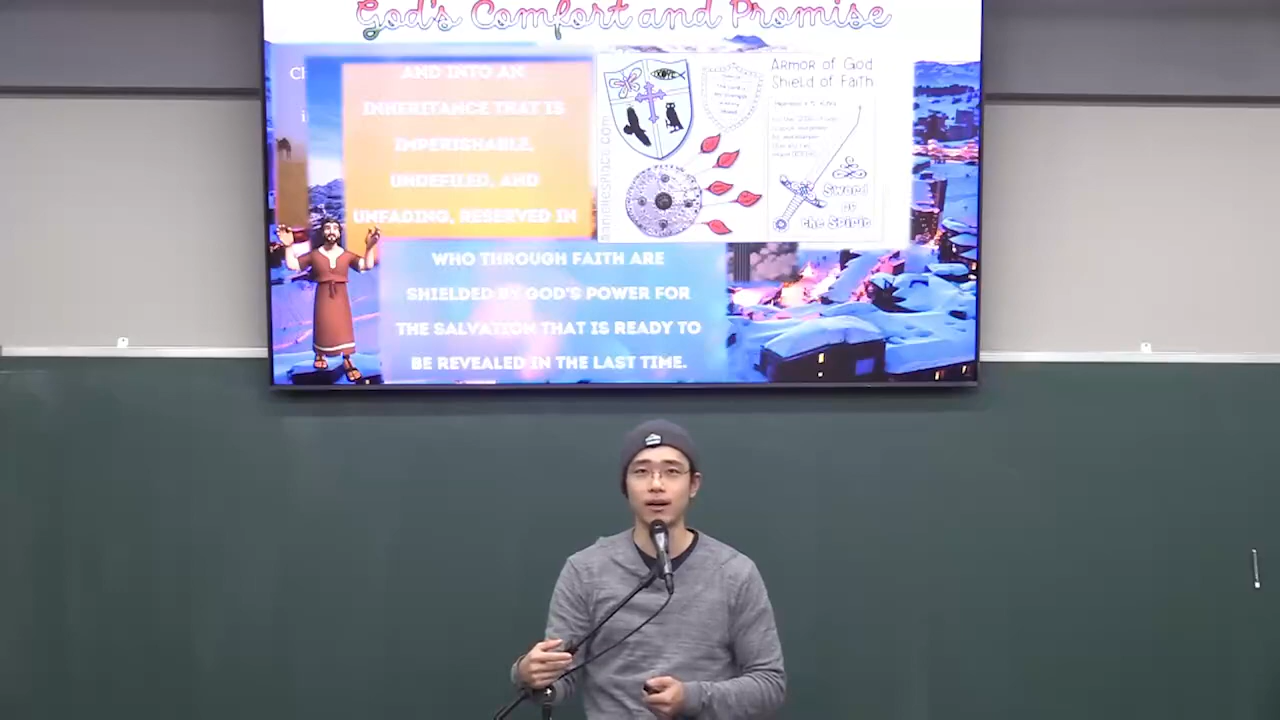 God's Comfort and Promise
AND INTO AN
INHERITANCE THAT IS
IMPERISHABLE,
UNDEFILED, AND
UNFADING, RESERVED IN
WHO THROUGH FAITH ARE
SHIELDED BY GOD'S POWER FOR
THE SALVATION THAT IS READY TO
BE REVEALED IN THE LAST TIME.
Armor of God
Shield of Faith
Sword
of
the Spirit